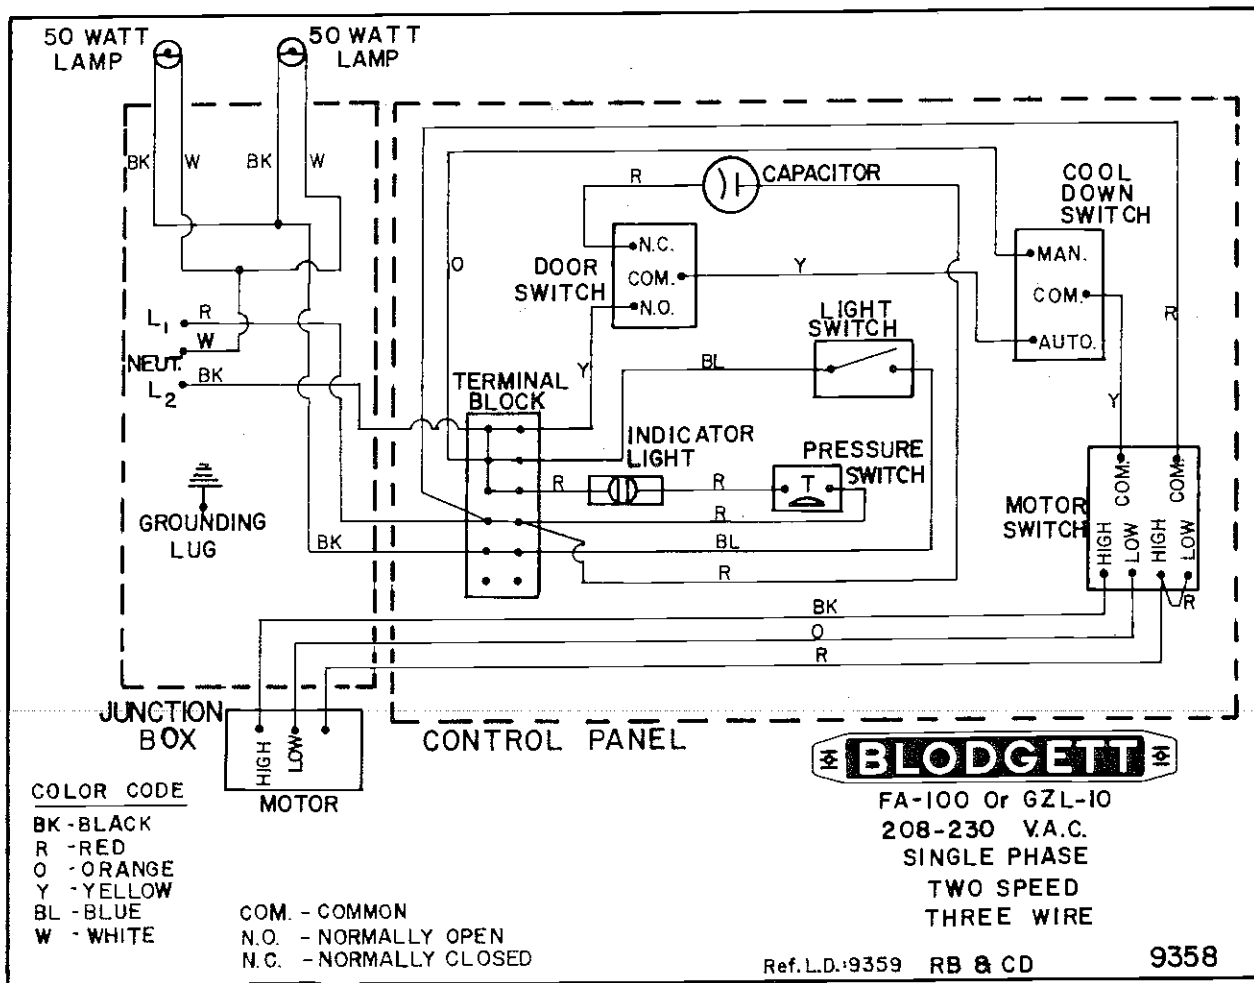 50 WATT
LAMP
50 WATT
LAMP
BK
W
BK
W
R
CAPACITOR
COOL
DOWN
SWITCH
N.C.
COM.
N.O.
DOOR
SWITCH
O
Y
MAN.
COM.
AUTO.
R
L1
R
W
NEUT.
L2
BK
LIGHT
SWITCH
Y
BL
Y
TERMINAL
BLOCK
INDICATOR
LIGHT
PRESSURE
SWITCH
R
R
T
R
BK
BL
R
GROUNDING
LUG
MOTOR
SWITCH
COM.
COM.
HIGH
LOW
HIGH
LOW
R
BK
O
R
JUNCTION
BOX
HIGH
LOW
MOTOR
CONTROL PANEL
BLODGETT
FA-100 Or GZL-10
208-230 V.A.C.
SINGLE PHASE
TWO SPEED
THREE WIRE
COLOR CODE
BK -BLACK
R -RED
O -ORANGE
Y -YELLOW
BL -BLUE
W -WHITE
COM. - COMMON
N.O. - NORMALLY OPEN
N.C. - NORMALLY CLOSED
Ref. L.D.:9359 RB & CD 9358